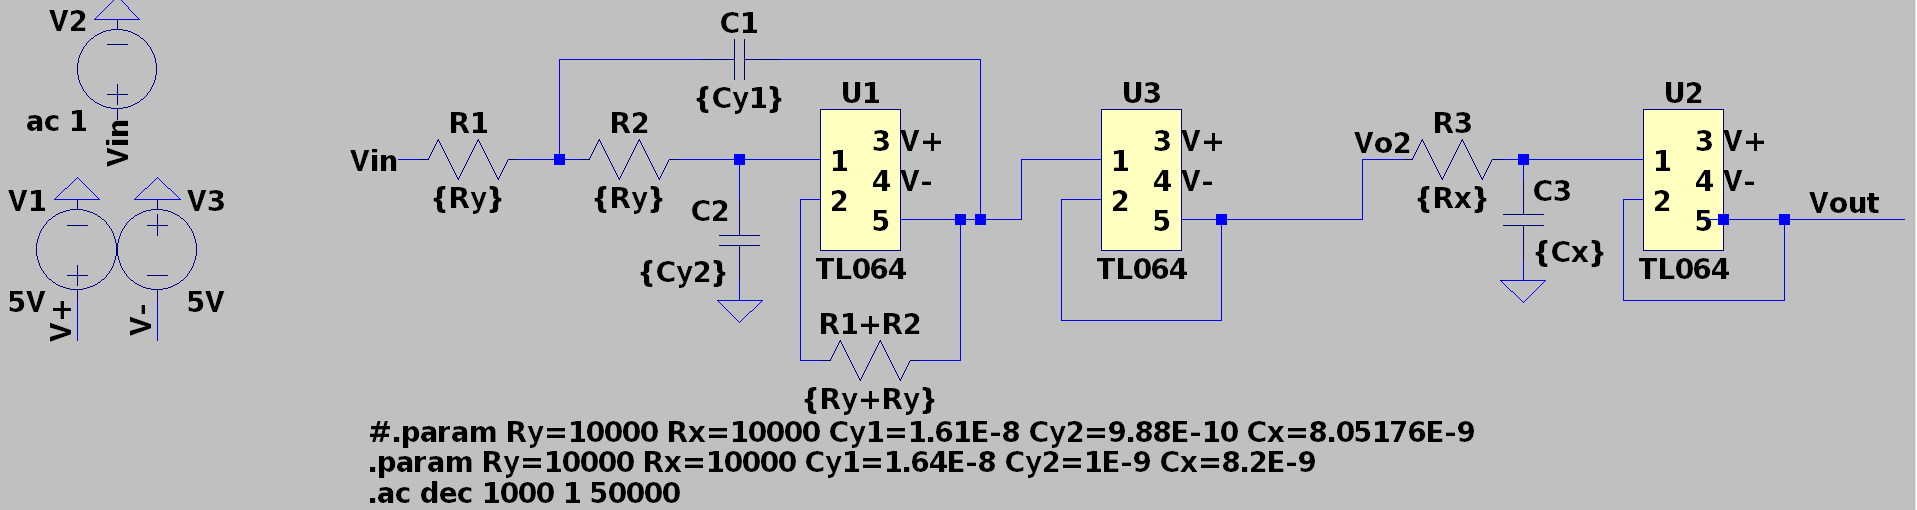 V2
ac 1
Vin
V1
V3
5V
V+
V-
5V
C1
{Cy1}
Vin
R1
{Ry}
R2
{Ry}
C2
{Cy2}
U1
1
2
3
4
5
V+
V-
TL064
R1+R2
{Ry+Ry}
U3
1
2
3
4
5
V+
V-
TL064
Vo2
R3
{Rx}
C3
{Cx}
U2
1
2
3
4
5
V+
V-
TL064
Vout
#.param Ry=10000 Rx=10000 Cy1=1.61E-8 Cy2=9.88E-10 Cx=8.05176E-9
.param Ry=10000 Rx=10000 Cy1=1.64E-8 Cy2=1E-9 Cx=8.2E-9
.ac dec 1000 1 50000